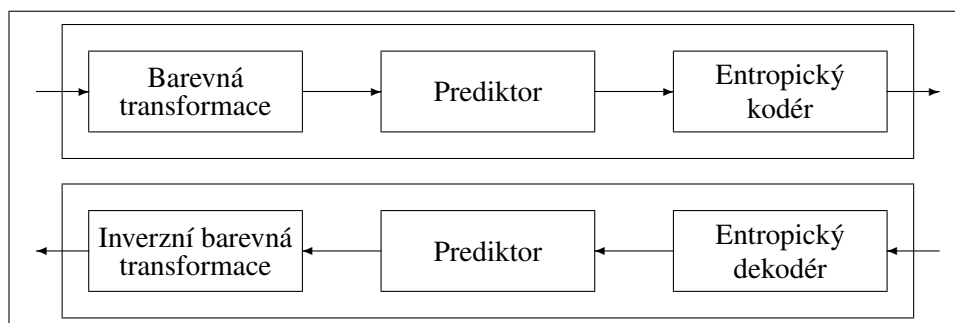 Barevná
transformace
Prediktor
Entropický
kodér
Inverzní barevná
transformace
Prediktor
Entropický
dekodér